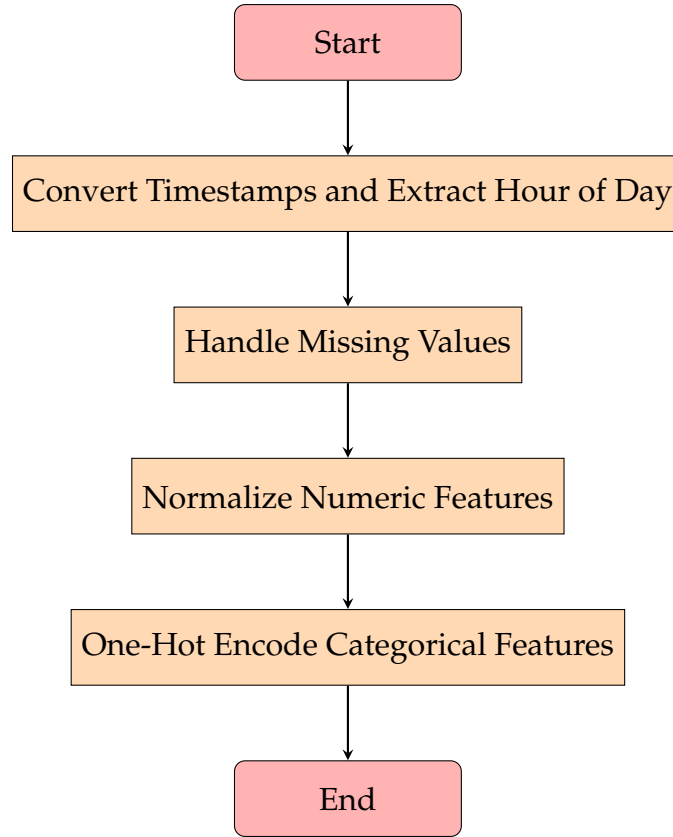 Start
Convert Timestamps and Extract Hour of Day
Handle Missing Values
Normalize Numeric Features
One-Hot Encode Categorical Features
End